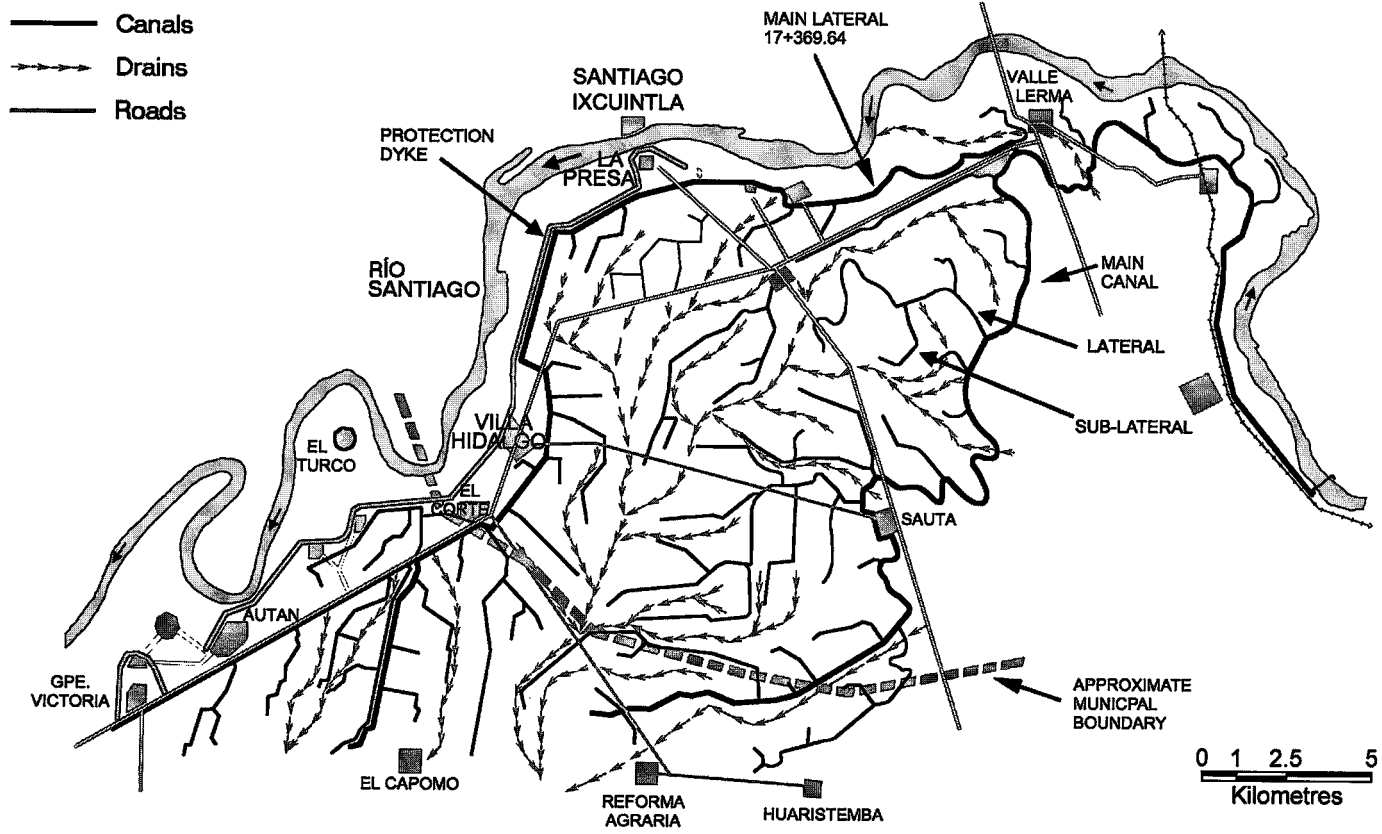 Canals
Drains
Roads
MAIN LATERAL
17+369.64
SANTIAGO
IXCUINTLA
VALLE
LERMA
PROTECTION
DYKE
LA
PRESA
RÍO
SANTIAGO
MAIN
CANAL
LATERAL
SUB-LATERAL
VILLA
HIDALGO
EL
TURCO
EL
CORTE
SAUTA
AUTAN
GPE.
VICTORIA
APPROXIMATE
MUNICPAL
BOUNDARY
EL CAPOMO
REFORMA
AGRARIA
HUARISTEMBA
0 1 2.5 5
Kilometres